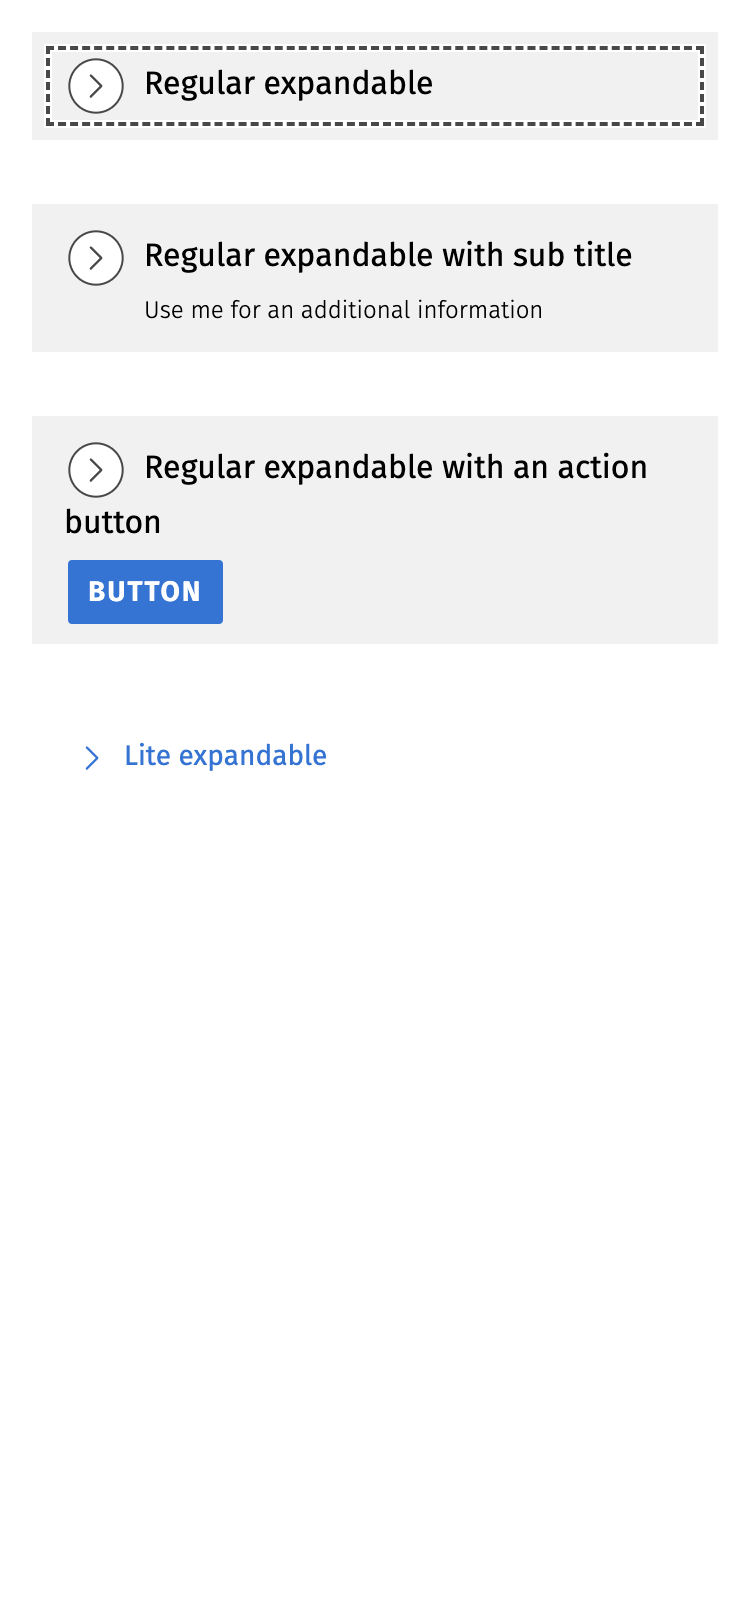 Regular expandable
Regular expandable with sub title
Use me for an additional information
Regular expandable with an action
button
BUTTON
Lite expandable